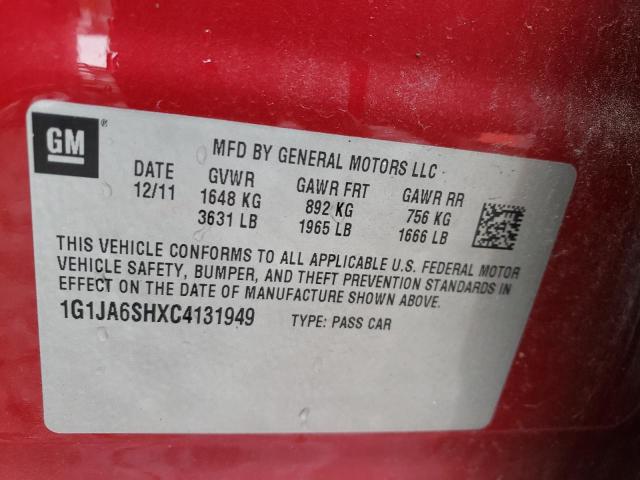 GM ®
MFD BY GENERAL MOTORS LLC
DATE GVWR GAWR FRT GAWR RR
12/11 1648 KG 892 KG 756 KG
3631 LB 1965 LB 1666 LB
THIS VEHICLE CONFORMS TO ALL APPLICABLE U.S. FEDERAL MOTOR
VEHICLE SAFETY, BUMPER, AND THEFT PREVENTION STANDARDS IN
EFFECT ON THE DATE OF MANUFACTURE SHOWN ABOVE.
1G1JA6SHXC4131949 TYPE: PASS CAR